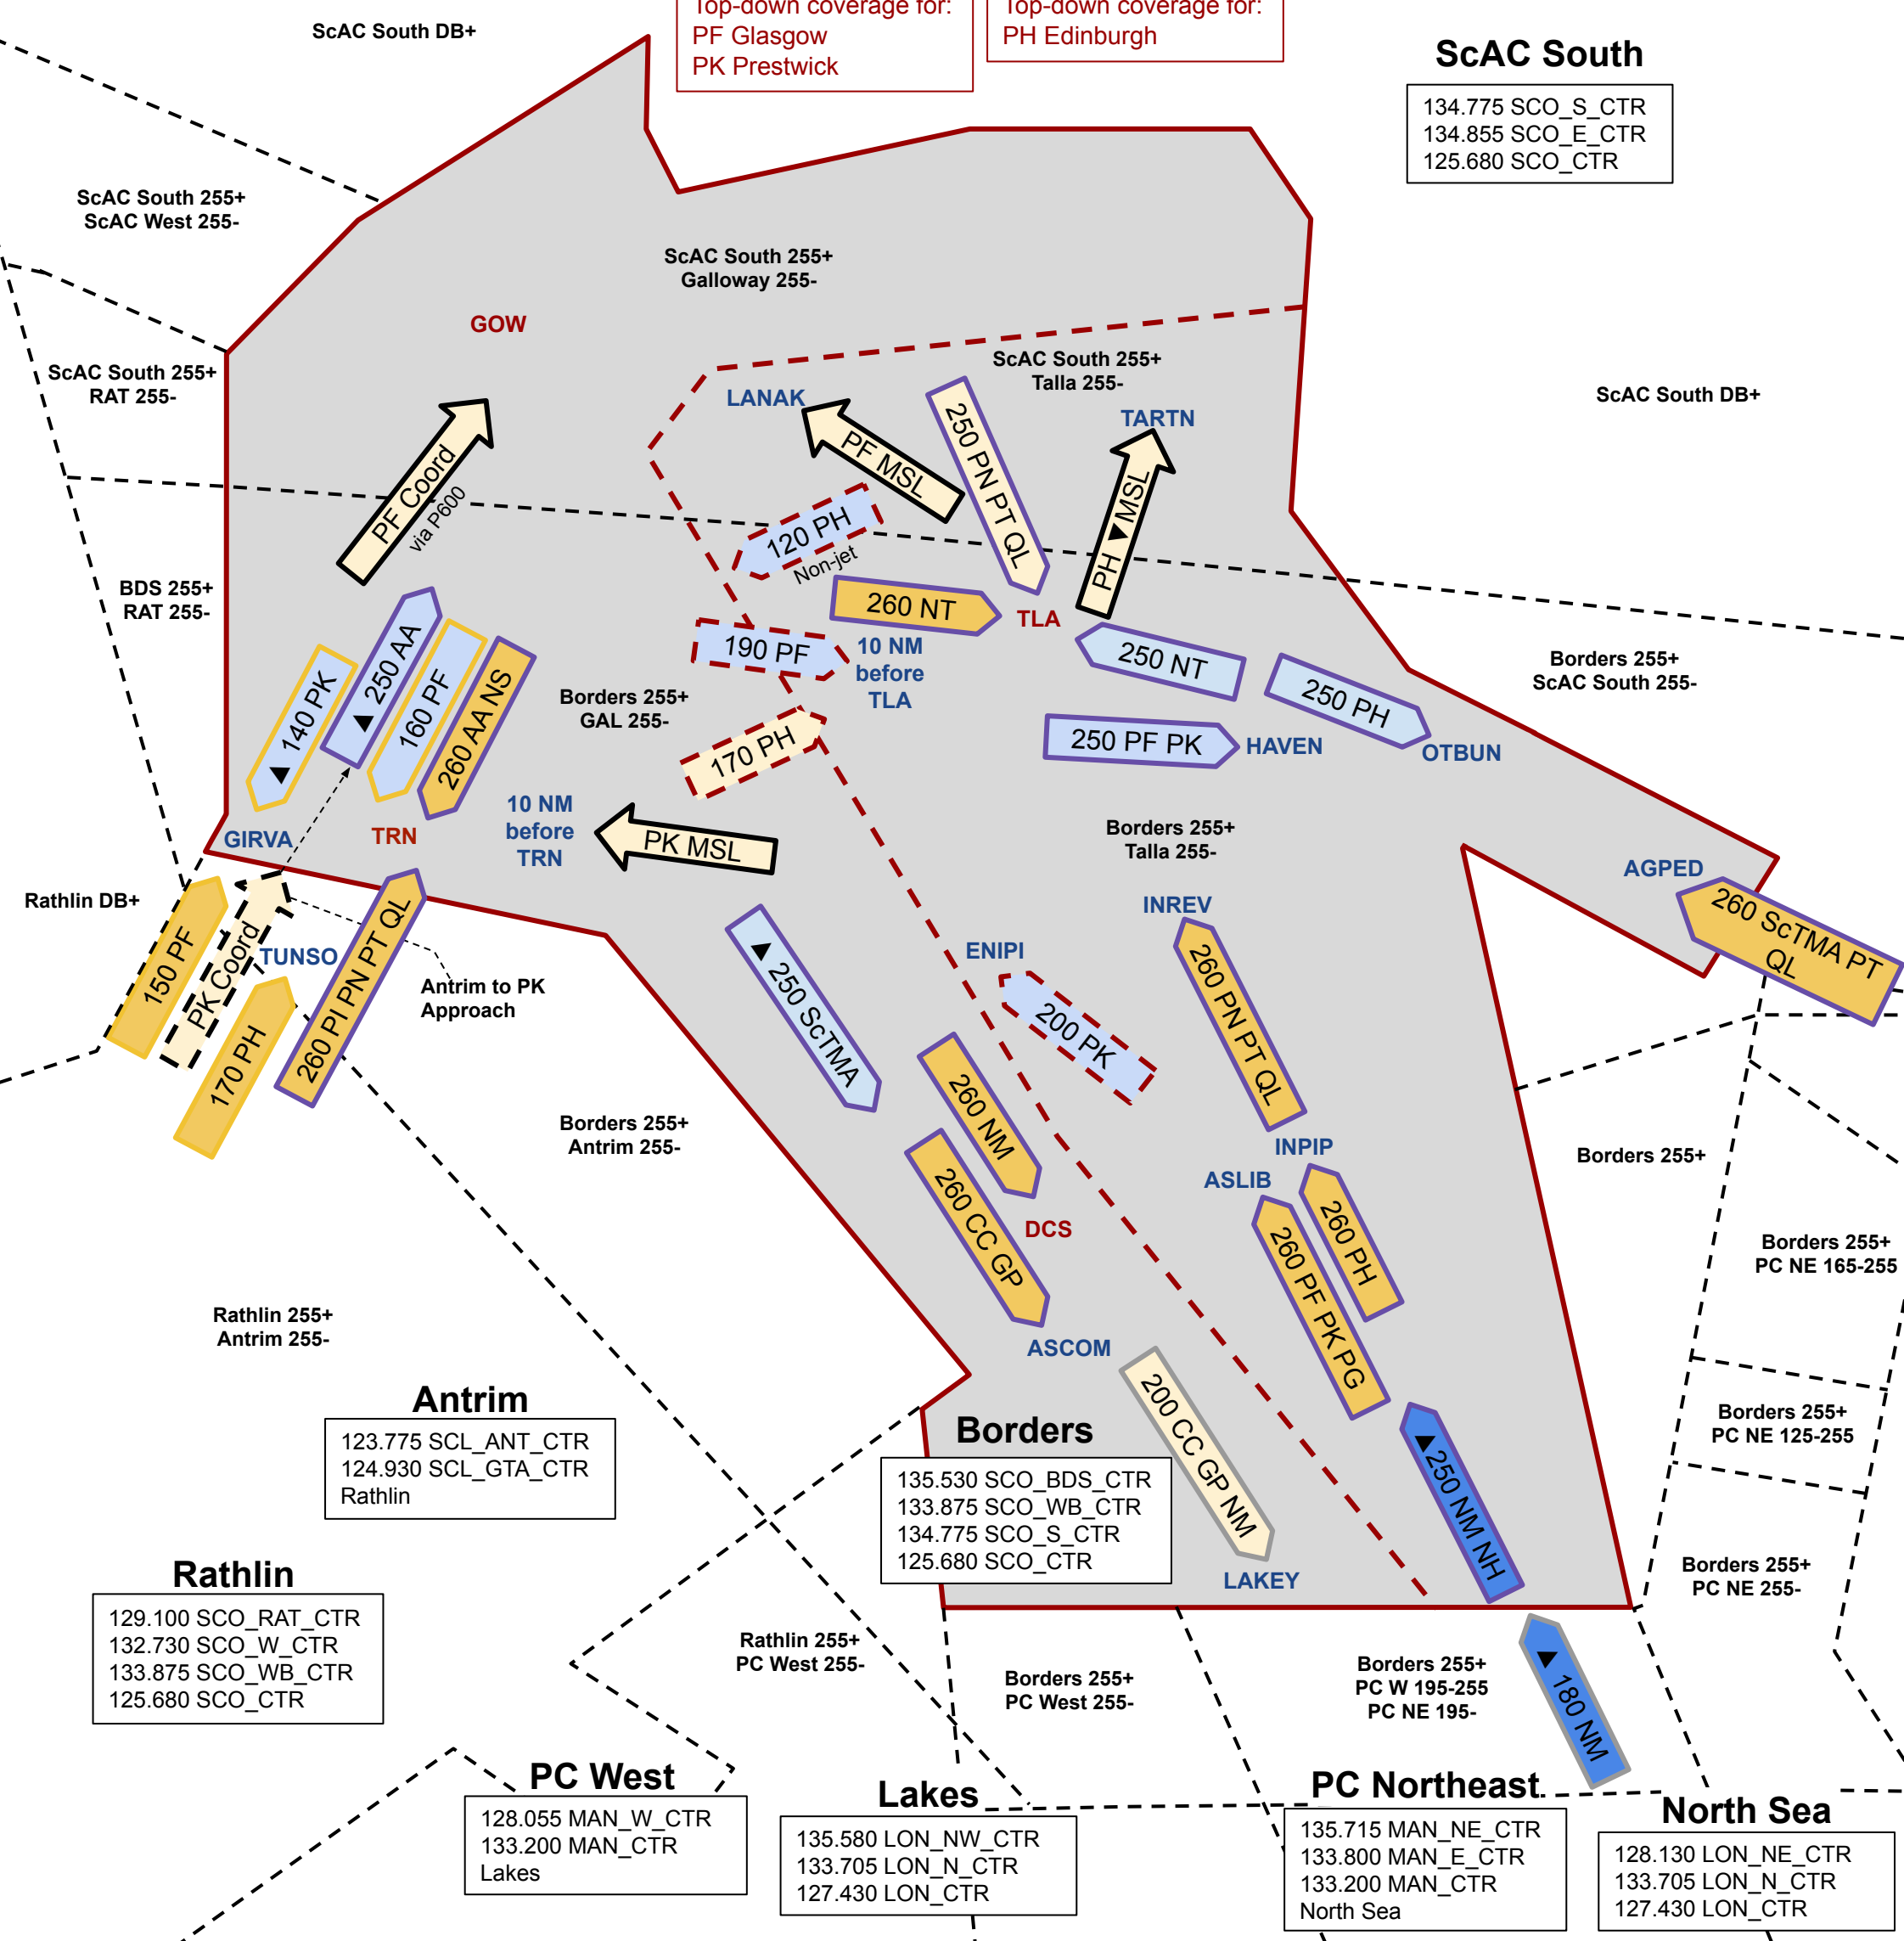 Top-down coverage for:
PF Glasgow
PK Prestwick
Top-down coverage for:
PH Edinburgh
ScAC South DB+
ScAC South
134.775 SCO_S_CTR
134.855 SCO_E_CTR
125.680 SCO_CTR
ScAC South 255+
ScAC West 255-
ScAC South 255+
Galloway 255-
GOW
ScAC South 255+
RAT 255-
ScAC South 255+
Talla 255-
LANAK
TARTN
ScAC South DB+
PF Coord
via P600
PF MSL
250 PN PT QL
PH ▼MSL
120 PH
Non-jet
BDS 255+
RAT 255-
260 NT
TLA
190 PF
10 NM
before
TLA
250 NT
250 PH
Borders 255+
ScAC South 255-
140 PK
250 AA
160 PF
260 AA NS
Borders 255+
GAL 255-
170 PH
250 PF PK
HAVEN
OTBUN
GIRVA
TRN
10 NM
before
TRN
PK MSL
Borders 255+
Talla 255-
AGPED
260 ScTMA PT
QL
Rathlin DB+
150 PF
PK Coord
TUNSO
170 PH
260 PI PN PT QL
Antrim to PK
Approach
250 ScTMA
ENIPI
200 PK
INREV
260 PN PT QL
INPIP
260 NM
Borders 255+
Antrim 255-
260 CC GP
DCS
ASLIB
260 PH
260 PF PK PG
Borders 255+
Borders 255+
PC NE 165-255
Rathlin 255+
Antrim 255-
ASCOM
200 CC GP NM
Antrim
123.775 SCL_ANT_CTR
124.930 SCL_GTA_CTR
Rathlin
Borders
135.530 SCO_BDS_CTR
133.875 SCO_WB_CTR
134.775 SCO_S_CTR
125.680 SCO_CTR
250 NM NH
Borders 255+
PC NE 125-255
Rathlin
129.100 SCO_RAT_CTR
132.730 SCO_W_CTR
133.875 SCO_WB_CTR
125.680 SCO_CTR
LAKEY
Borders 255+
PC NE 255-
Rathlin 255+
PC West 255-
Borders 255+
PC West 255-
Borders 255+
PC W 195-255
PC NE 195-
180 NM
PC West
128.055 MAN_W_CTR
133.200 MAN_CTR
Lakes
Lakes
135.580 LON_NW_CTR
133.705 LON_N_CTR
127.430 LON_CTR
PC Northeast
135.715 MAN_NE_CTR
133.800 MAN_E_CTR
133.200 MAN_CTR
North Sea
North Sea
128.130 LON_NE_CTR
133.705 LON_N_CTR
127.430 LON_CTR